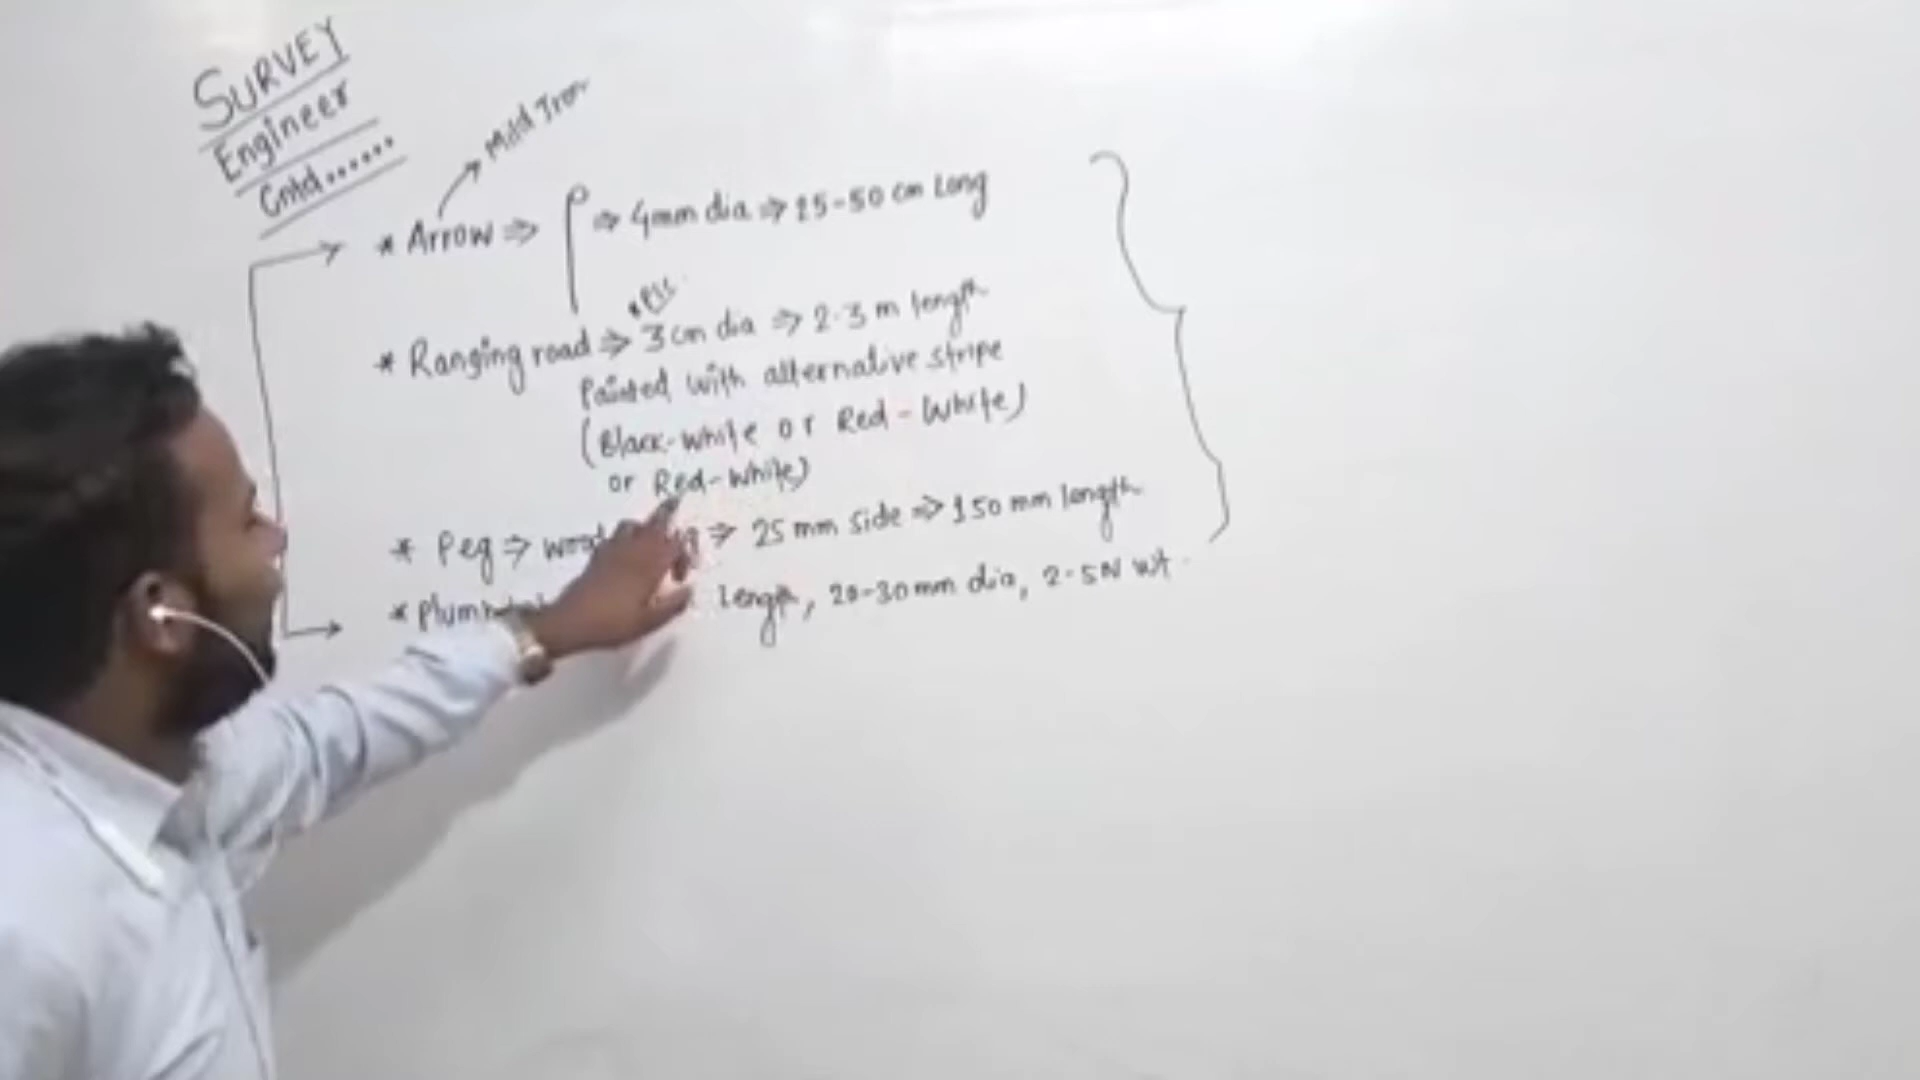 SURVEY
Engineer
Cntd......
Mild Iron
* Arrow ⇒ ⇒ 4mm dia ⇒ 25-50 cm Long
* Ranging road ⇒ 3 cm dia ⇒ 2-3 m length
Painted with alternative stripe
(Black-white or Red-White)
or Red-White)
* Peg ⇒ ⇒ 25 mm side ⇒ 150 mm length
* length, 20-30 mm dia, 2-5N wt.